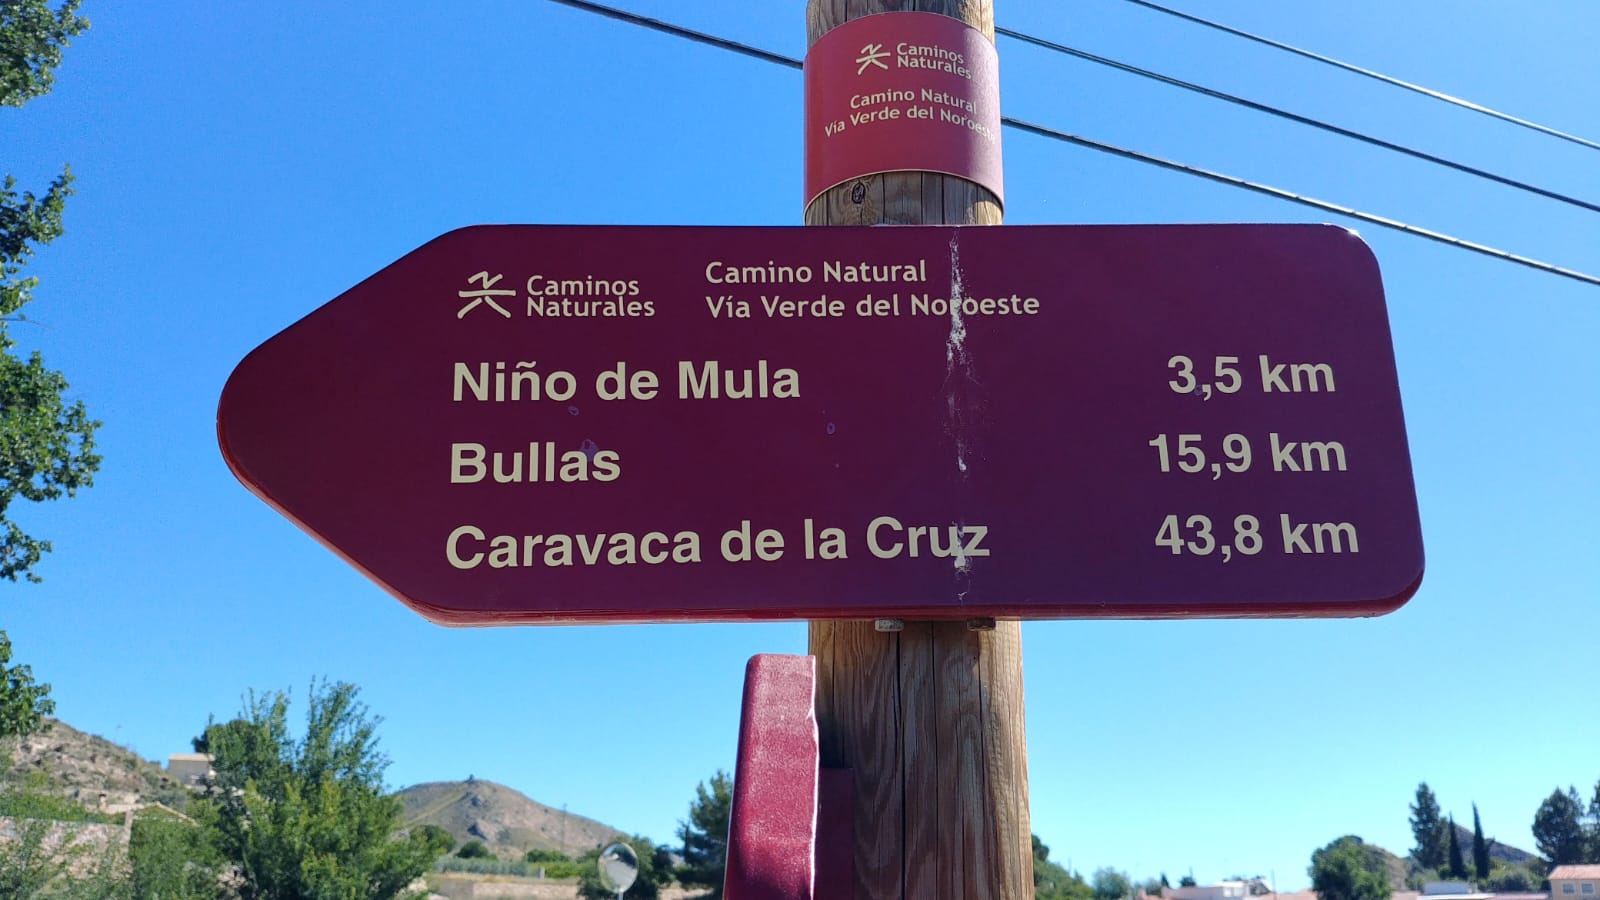 Caminos
Naturales
Camino Natural
Vía Verde del Noroeste
Caminos
Naturales
Camino Natural
Vía Verde del Noroeste
Niño de Mula 3,5 km
Bullas 15,9 km
Caravaca de la Cruz 43,8 km